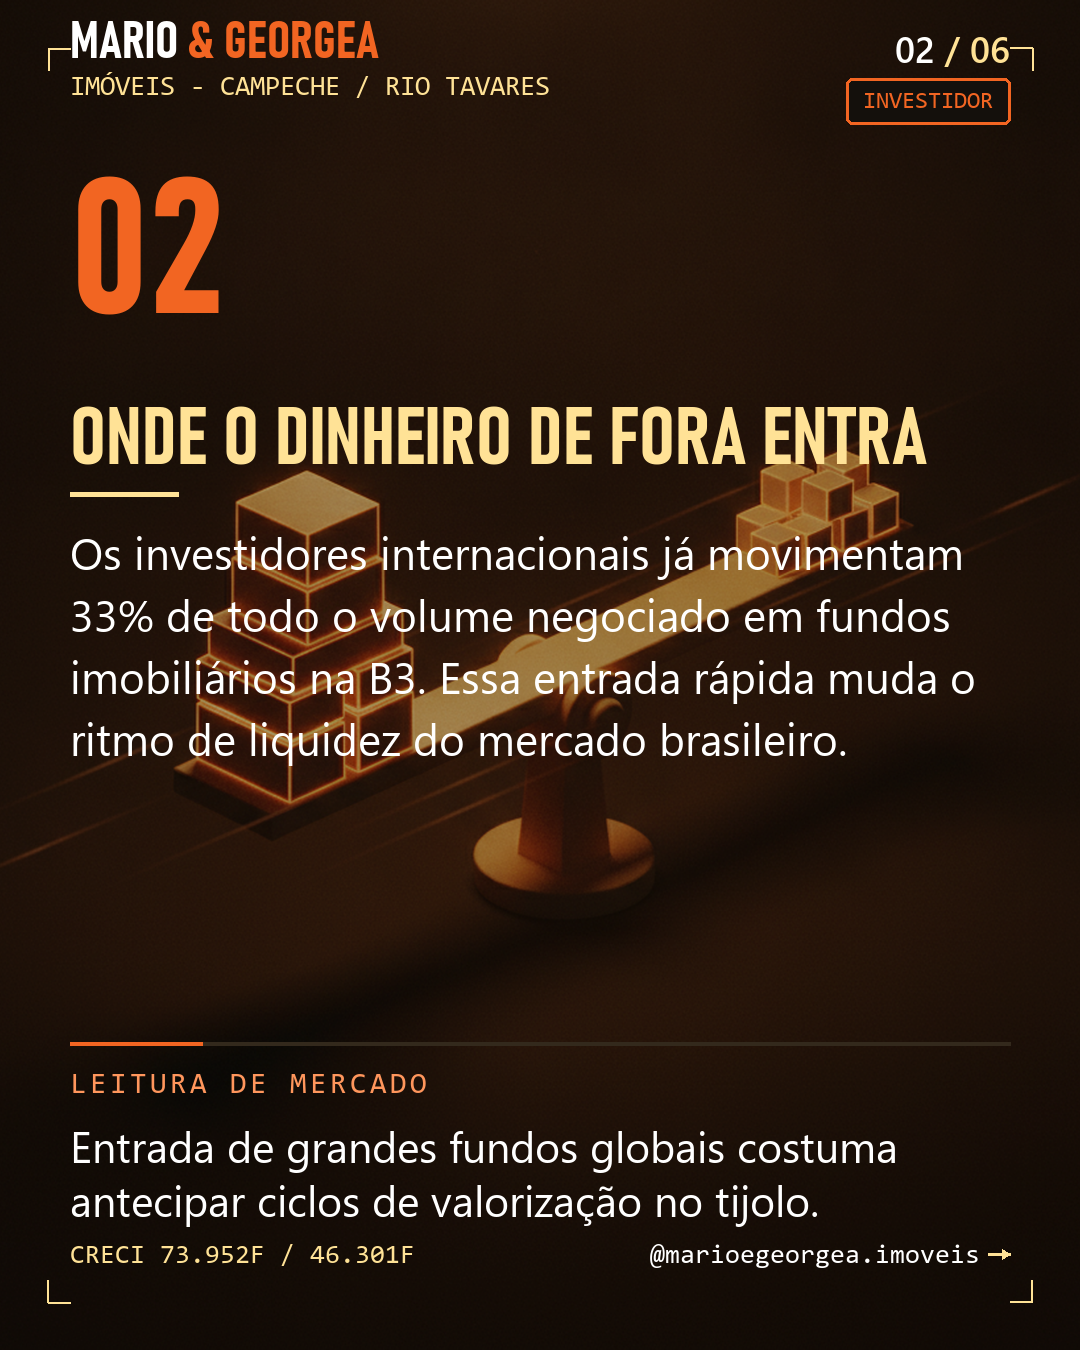 MARIO & GEORGEA
IMÓVEIS - CAMPECHE / RIO TAVARES
02 / 06
INVESTIDOR
02
ONDE O DINHEIRO DE FORA ENTRA
Os investidores internacionais já movimentam
33% de todo o volume negociado em fundos
imobiliários na B3. Essa entrada rápida muda o
ritmo de liquidez do mercado brasileiro.
LEITURA DE MERCADO
Entrada de grandes fundos globais costuma
antecipar ciclos de valorização no tijolo.
CRECI 73.952F / 46.301F
@marioegeorgea.imoveis